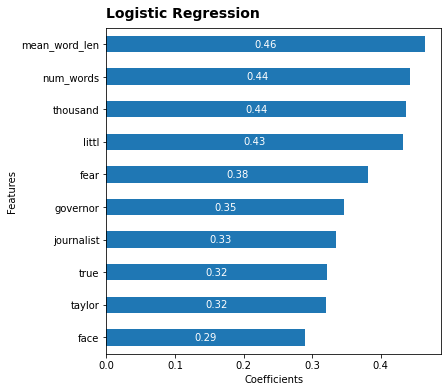 Logistic Regression
mean_word_len 0.46
num_words 0.44
thousand 0.44
littl 0.43
fear 0.38
governor 0.35
journalist 0.33
true 0.32
taylor 0.32
face 0.29
Features
0.0 0.1 0.2 0.3 0.4
Coefficients